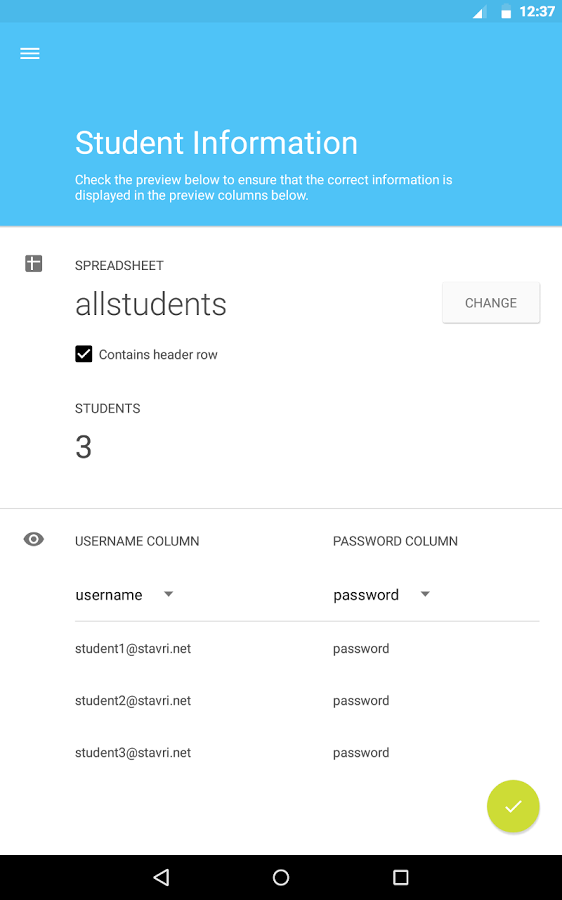 12:37
Student Information
Check the preview below to ensure that the correct information is
displayed in the preview columns below.
SPREADSHEET
allstudents
CHANGE
Contains header row
STUDENTS
3
USERNAME COLUMN PASSWORD COLUMN
username password
student1@stavri.net password
student2@stavri.net password
student3@stavri.net password